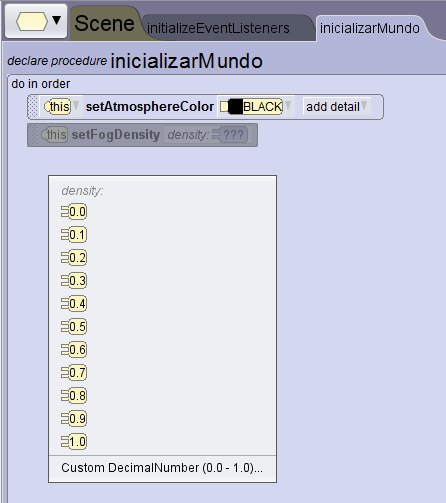 Scene initializeEventListeners inicializarMundo
declare procedure inicializarMundo
do in order
this setAtmosphereColor BLACK add detail
this setFogDensity density: ???
density:
0.0
0.1
0.2
0.3
0.4
0.5
0.6
0.7
0.8
0.9
1.0
Custom DecimalNumber (0.0 - 1.0)...